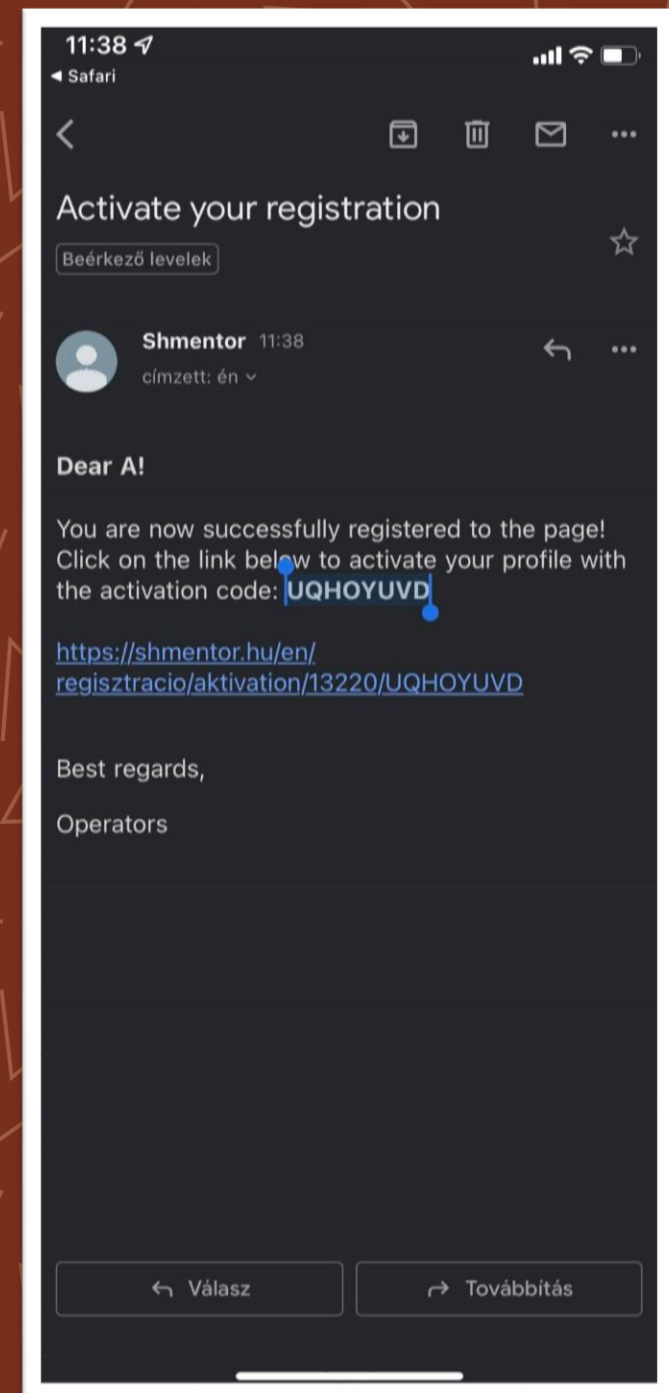 11:38
Safari
Activate your registration
Beérkező levelek
Shmentor 11:38
címzett: én
Dear A!
You are now successfully registered to the page!
Click on the link below to activate your profile with
the activation code: UQHOYUVD
https://shmentor.hu/en/
regisztracio/aktivation/13220/UQHOYUVD
Best regards,
Operators
Válasz
Továbbítás